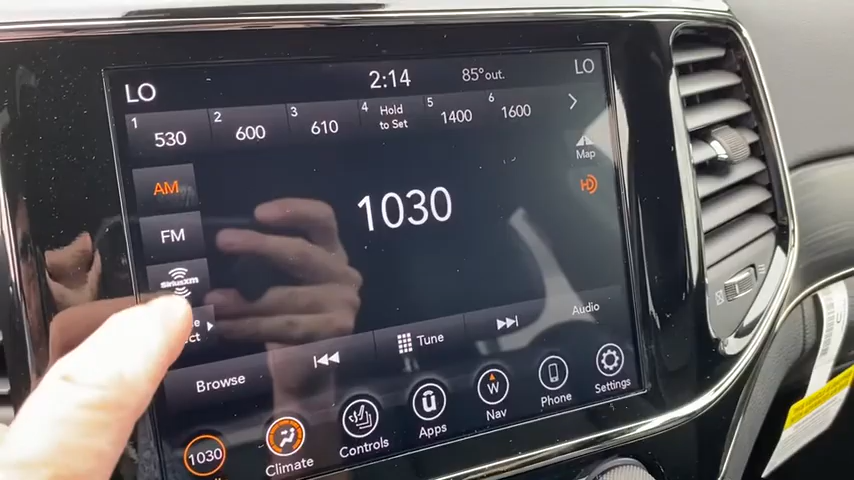 LO
2:14
85° out.
LO
1
530
2
600
3
610
4
Hold
to Set
5
1400
6
1600
AM
FM
SiriusXM
1030
Map
HD
Browse
Tune
Audio
1030
Climate
Controls
Apps
W
Nav
Phone
Settings